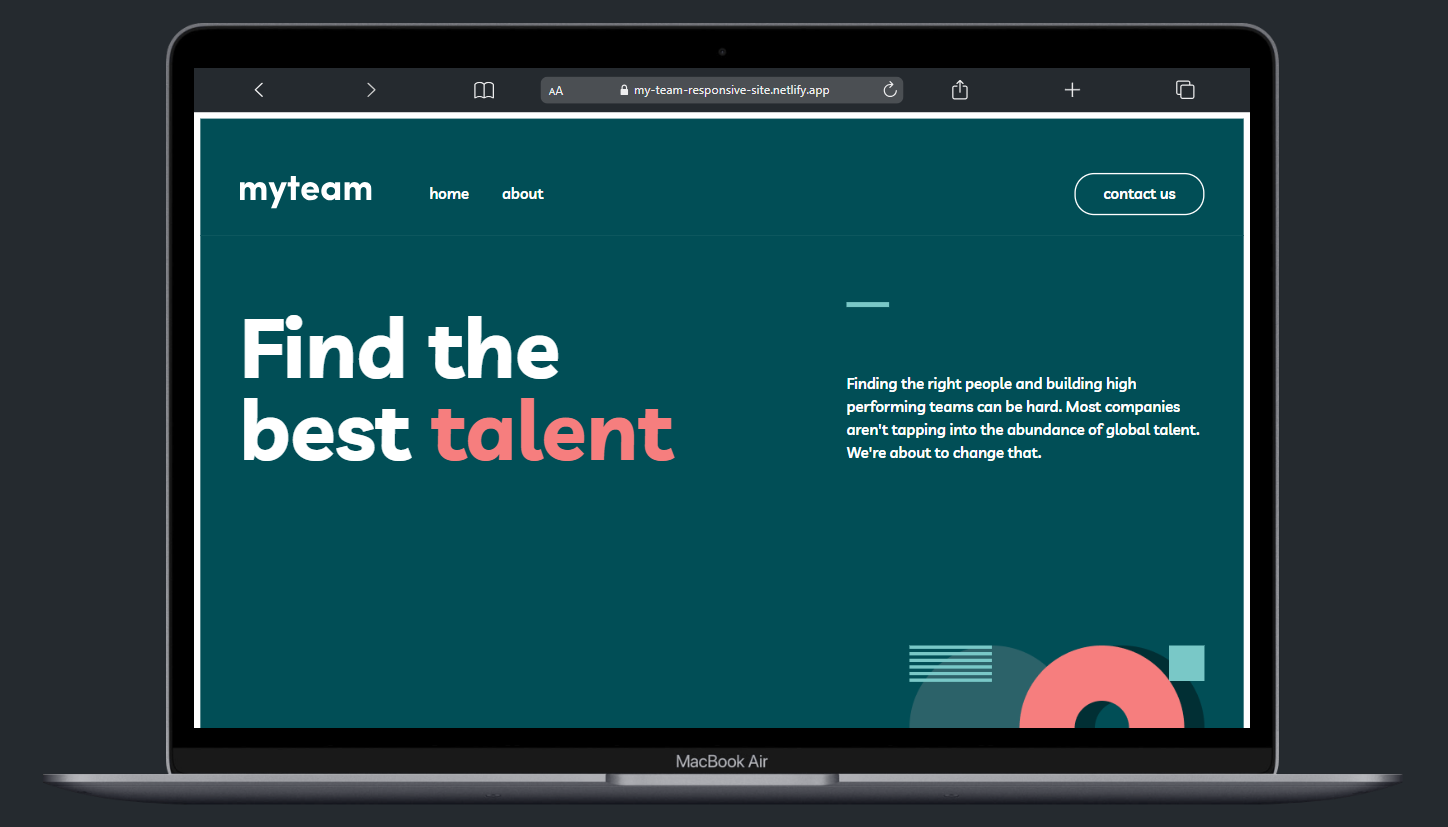 AA my-team-responsive-site.netlify.app
myteam home about contact us
Find the
best talent
Finding the right people and building high
performing teams can be hard. Most companies
aren't tapping into the abundance of global talent.
We're about to change that.
MacBook Air